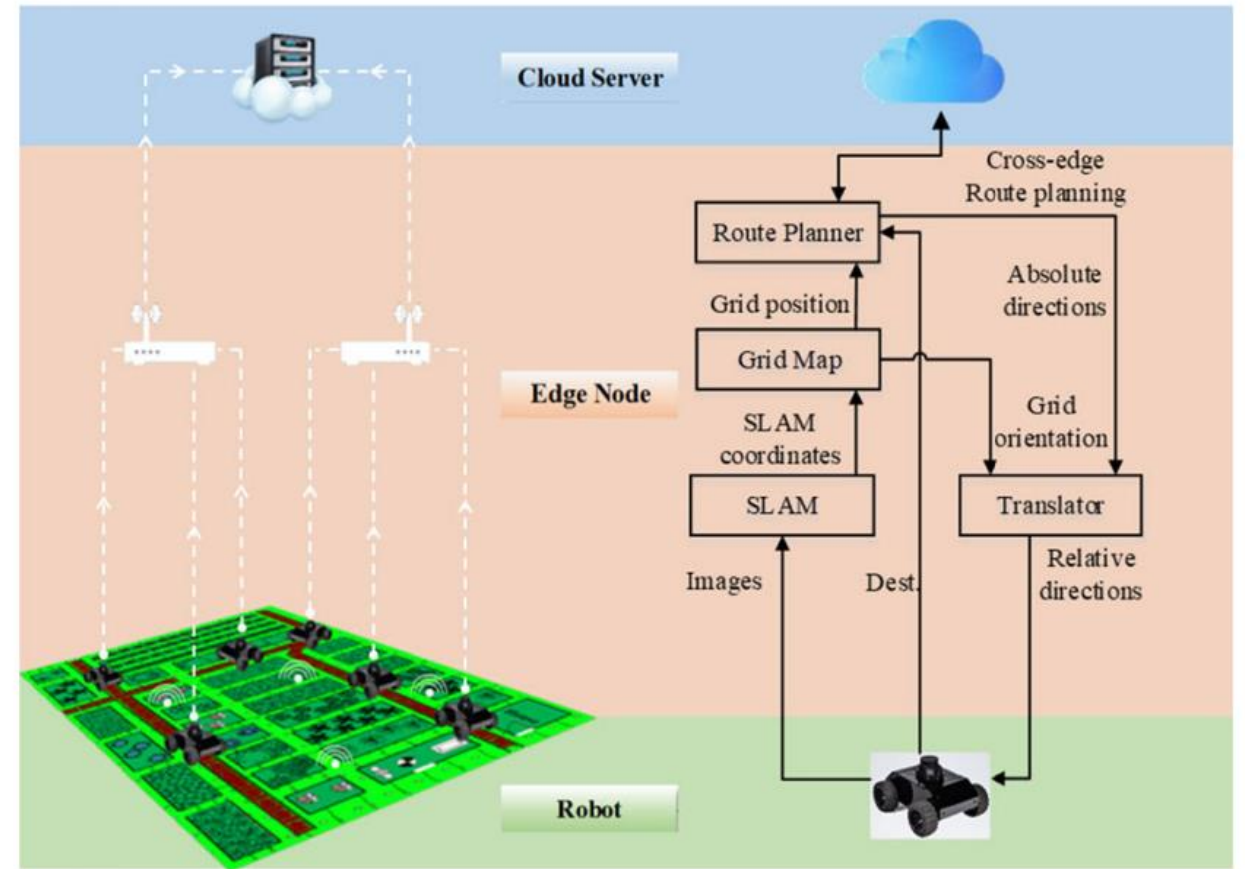 Cloud Server
Cross-edge
Route planning
Route Planner
Absolute
directions
Grid position
Grid Map
Edge Node
SLAM
coordinates
Grid
orientation
SLAM
Translator
Images
Dest.
Relative
directions
Robot